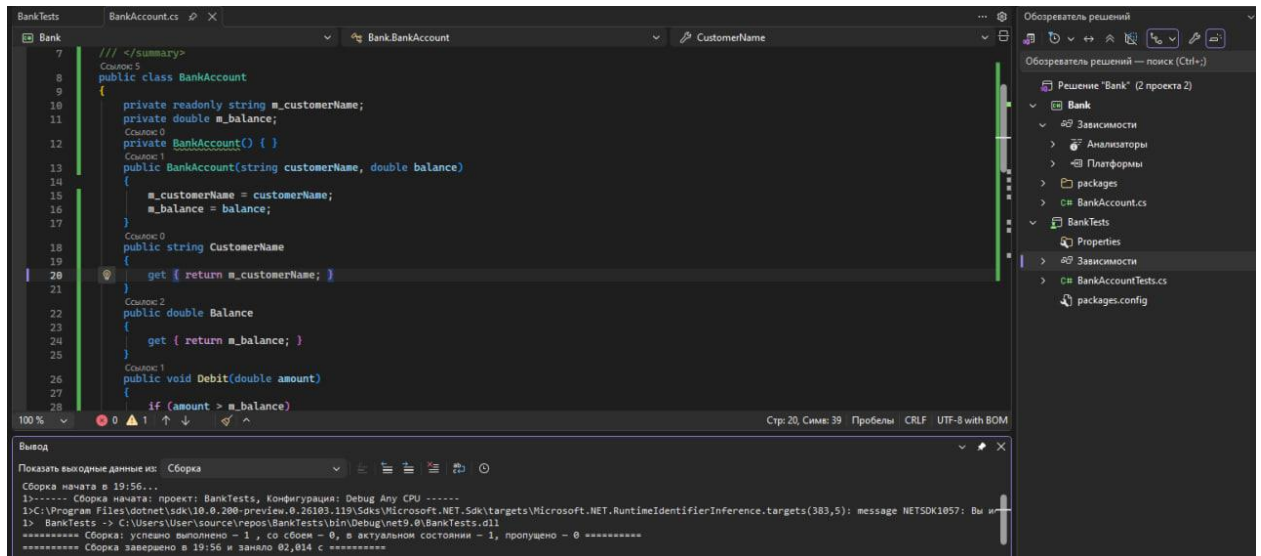 BankTests BankAccount.cs
Bank Bank.BankAccount CustomerName
7 /// </summary>
Ссылок: 5
8 public class BankAccount
9 {
10 private readonly string m_customerName;
11 private double m_balance;
Ссылок: 0
12 private BankAccount() { }
Ссылок: 1
13 public BankAccount(string customerName, double balance)
14 {
15 m_customerName = customerName;
16 m_balance = balance;
17 }
Ссылок: 0
18 public string CustomerName
19 {
20 get { return m_customerName; }
21 }
Ссылок: 2
22 public double Balance
23 {
24 get { return m_balance; }
25 }
Ссылок: 1
26 public void Debit(double amount)
27 {
28 if (amount > m_balance)
100 % 0 1 Стр: 20, Симв: 39 Пробелы CRLF UTF-8 with BOM
Вывод
Показать выходные данные из: Сборка
Сборка начата в 19:56...
1>------ Сборка начата: проект: BankTests, Конфигурация: Debug Any CPU ------
1>C:\Program Files\dotnet\sdk\10.0.200-preview.0.26103.119\Sdks\Microsoft.NET.Sdk\targets\Microsoft.NET.RuntimeIdentifierInference.targets(383,5): message NETSDK1057: Вы
1> BankTests -> C:\Users\User\source\repos\BankTests\bin\Debug\net9.0\BankTests.dll
========== Сборка: успешно выполнено — 1 , со сбоем — 0, в актуальном состоянии — 1, пропущено — 0 ==========
========== Сборка завершено в 19:56 и заняло 02,014 с ==========
Обозреватель решений
Обозреватель решений — поиск (Ctrl+;)
Решение "Bank" (2 проекта 2)
C# Bank
Зависимости
Анализаторы
Платформы
packages
C# BankAccount.cs
BankTests
Properties
Зависимости
C# BankAccountTests.cs
packages.config